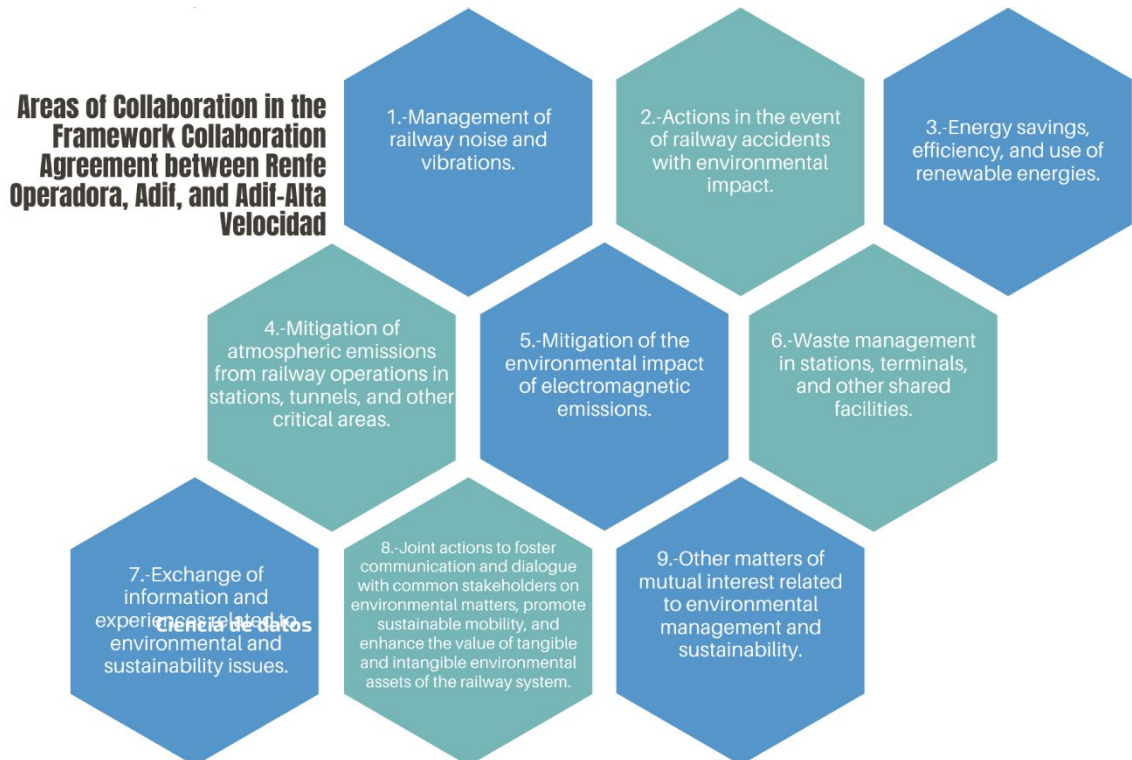 Areas of Collaboration in the
Framework Collaboration
Agreement between Renfe
Operadora, Adif, and Adif-Alta
Velocidad
1.-Management of
railway noise and
vibrations.
2.-Actions in the event
of railway accidents
with environmental
impact.
3.-Energy savings,
efficiency, and use of
renewable energies.
4.-Mitigation of
atmospheric emissions
from railway operations in
stations, tunnels, and other
critical areas.
5.-Mitigation of the
environmental impact
of electromagnetic
emissions.
6.-Waste management
in stations, terminals,
and other shared
facilities.
7.-Exchange of
information and
experiences related to
Ciencia de datos
environmental and
sustainability issues.
8.-Joint actions to foster
communication and dialogue
with common stakeholders on
environmental matters, promote
sustainable mobility, and
enhance the value of tangible
and intangible environmental
assets of the railway system.
9.-Other matters of
mutual interest related
to environmental
management and
sustainability.